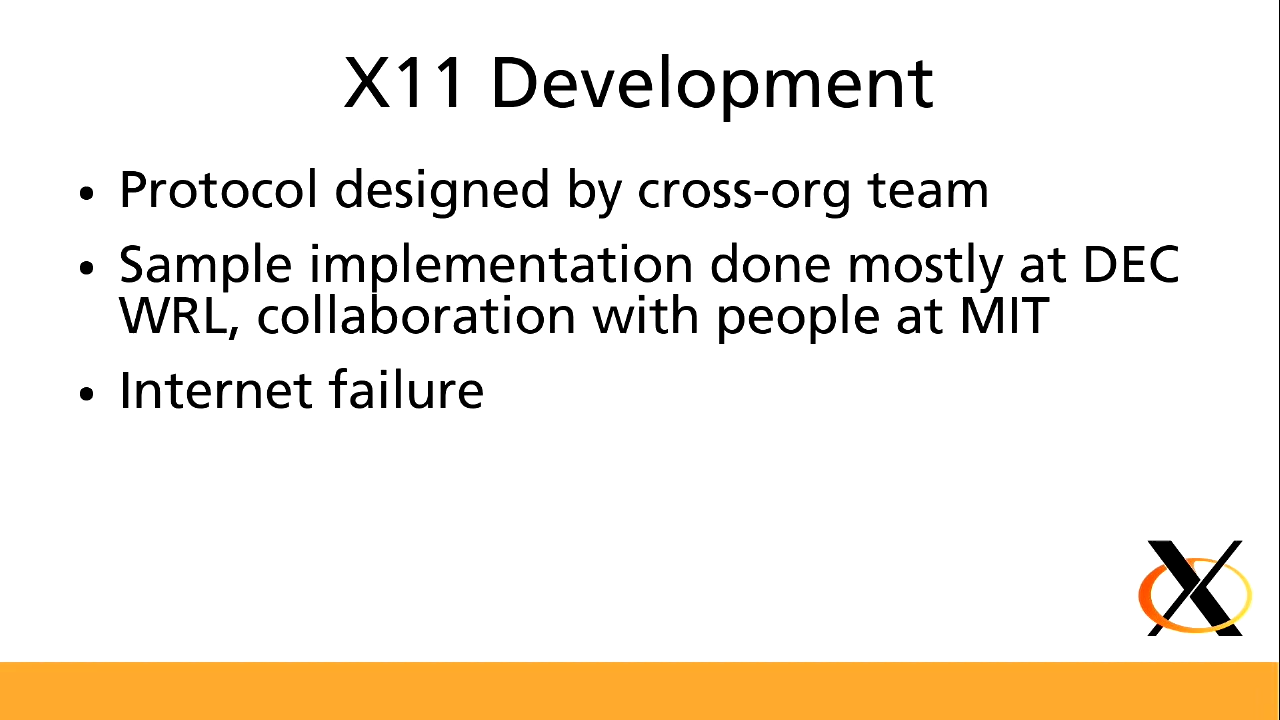 X11 Development
• Protocol designed by cross-org team
• Sample implementation done mostly at DEC
WRL, collaboration with people at MIT
• Internet failure